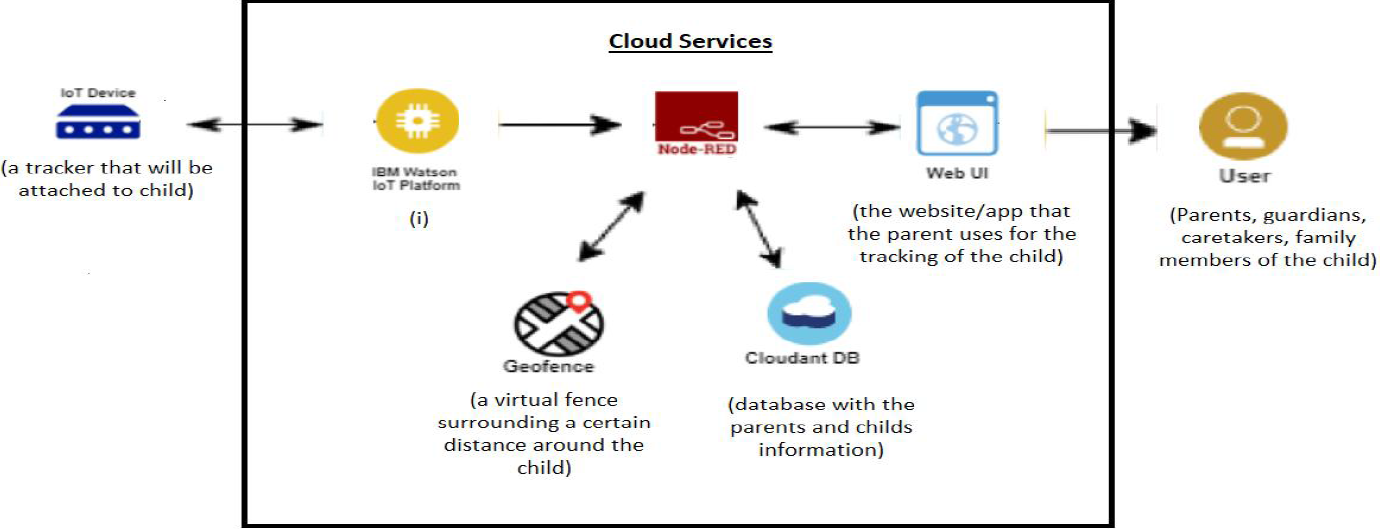 Cloud Services
IoT Device
(a tracker that will be
attached to child)
IBM Watson
IoT Platform
(i)
Node-RED
Web UI
(the website/app that
the parent uses for the
tracking of the child)
User
(Parents, guardians,
caretakers, family
members of the child)
Geofence
(a virtual fence
surrounding a certain
distance around the
child)
Cloudant DB
(database with the
parents and childs
information)